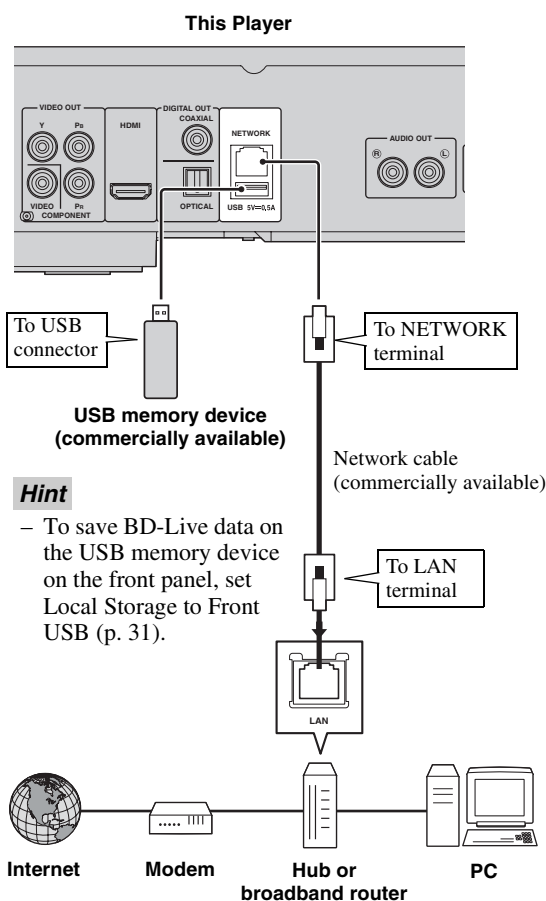 This Player
VIDEO OUT
Y
PB
VIDEO
PR
COMPONENT
HDMI
DIGITAL OUT
COAXIAL
OPTICAL
NETWORK
USB 5V⎓0,5A
AUDIO OUT
R
L
To USB
connector
To NETWORK
terminal
USB memory device
(commercially available)
Network cable
(commercially available)
Hint
– To save BD-Live data on
the USB memory device
on the front panel, set
Local Storage to Front
USB (p. 31).
To LAN
terminal
LAN
Internet
Modem
Hub or
broadband router
PC